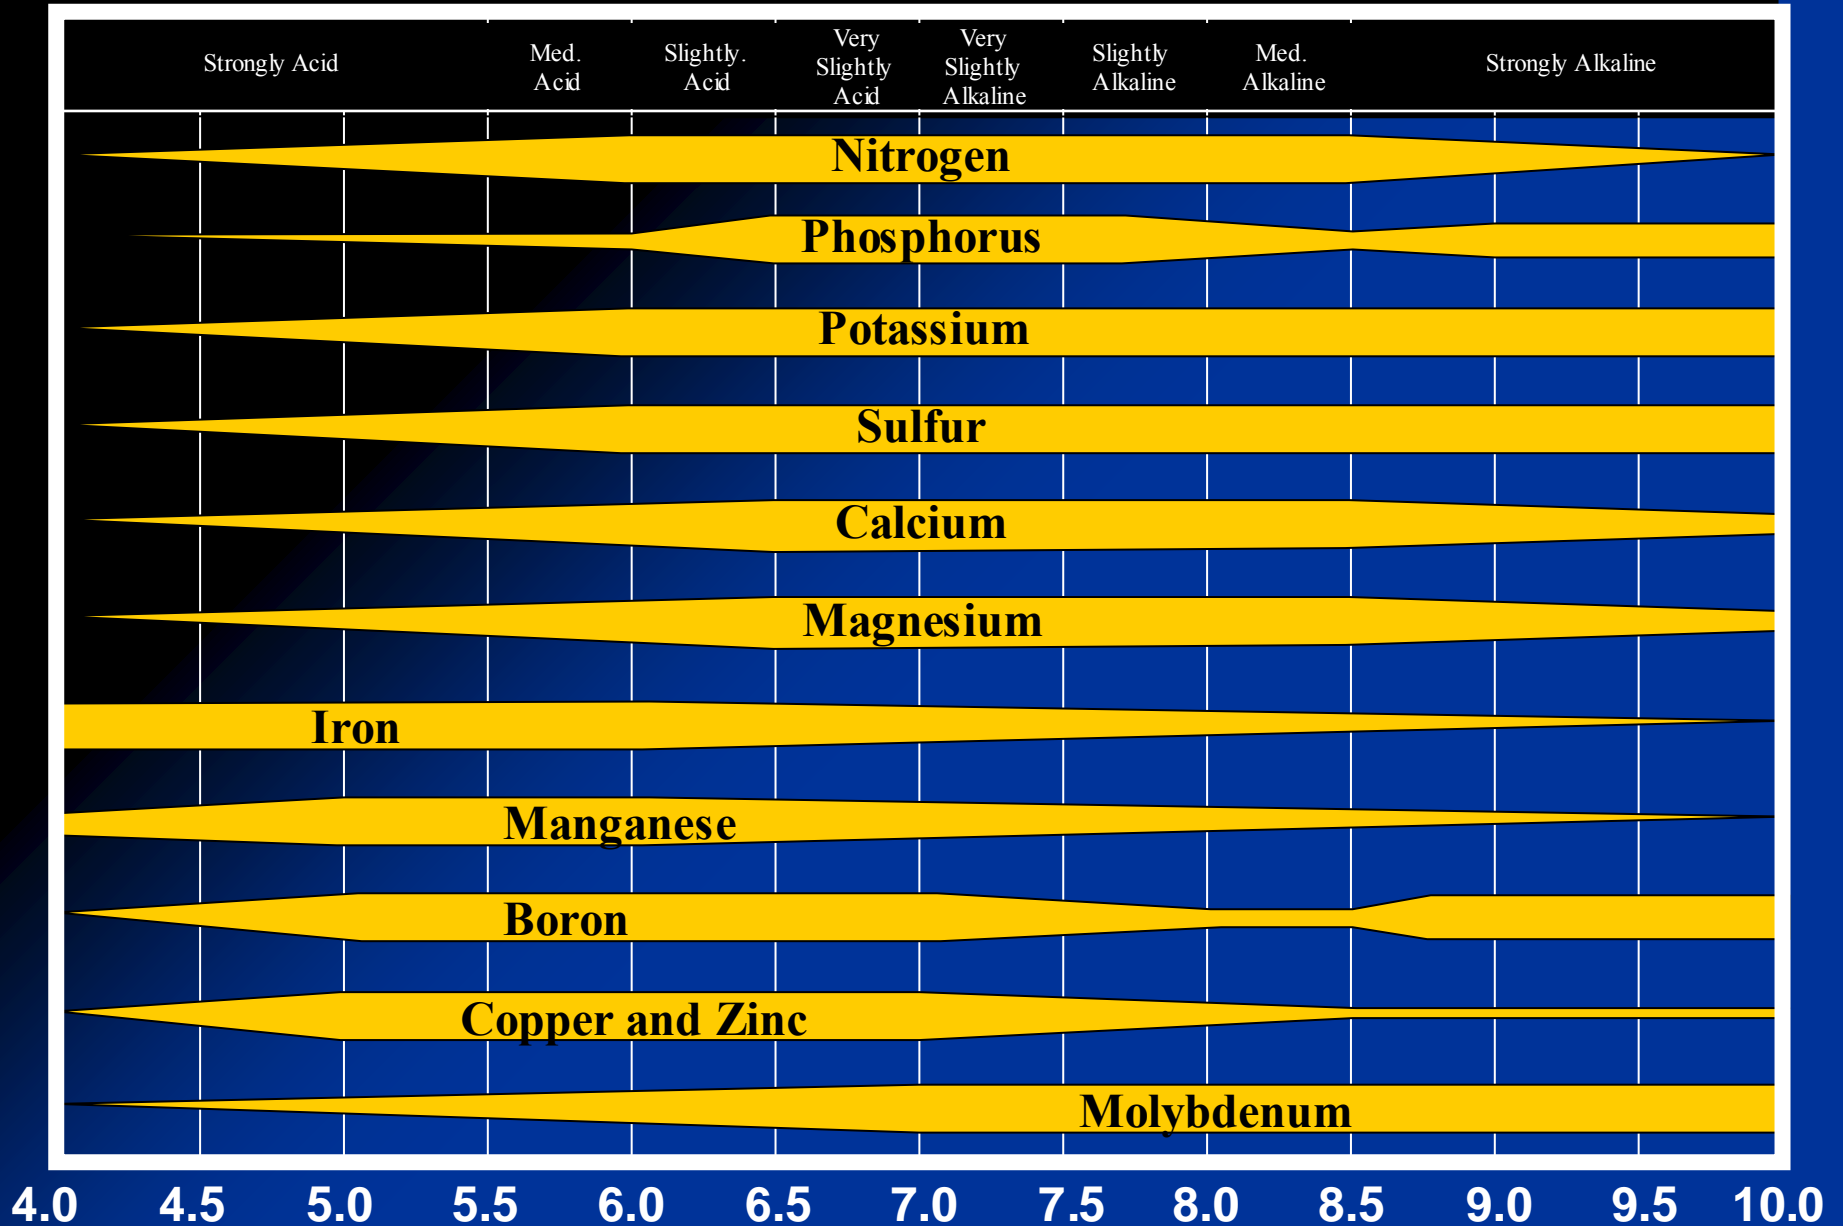 Strongly Acid
Med.
Acid
Slightly.
Acid
Very
Slightly
Acid
Very
Slightly
Alkaline
Slightly
Alkaline
Med.
Alkaline
Strongly Alkaline
Nitrogen
Phosphorus
Potassium
Sulfur
Calcium
Magnesium
Iron
Manganese
Boron
Copper and Zinc
Molybdenum
4.0 4.5 5.0 5.5 6.0 6.5 7.0 7.5 8.0 8.5 9.0 9.5 10.0